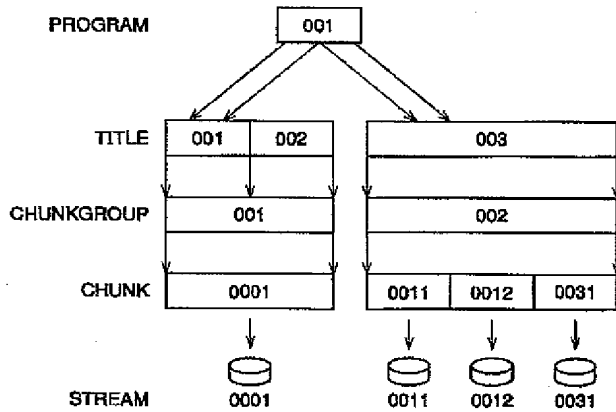 PROGRAM 001
TITLE 001 002 003
CHUNKGROUP 001 002
CHUNK 0001 0011 0012 0031
STREAM 0001 0011 0012 0031